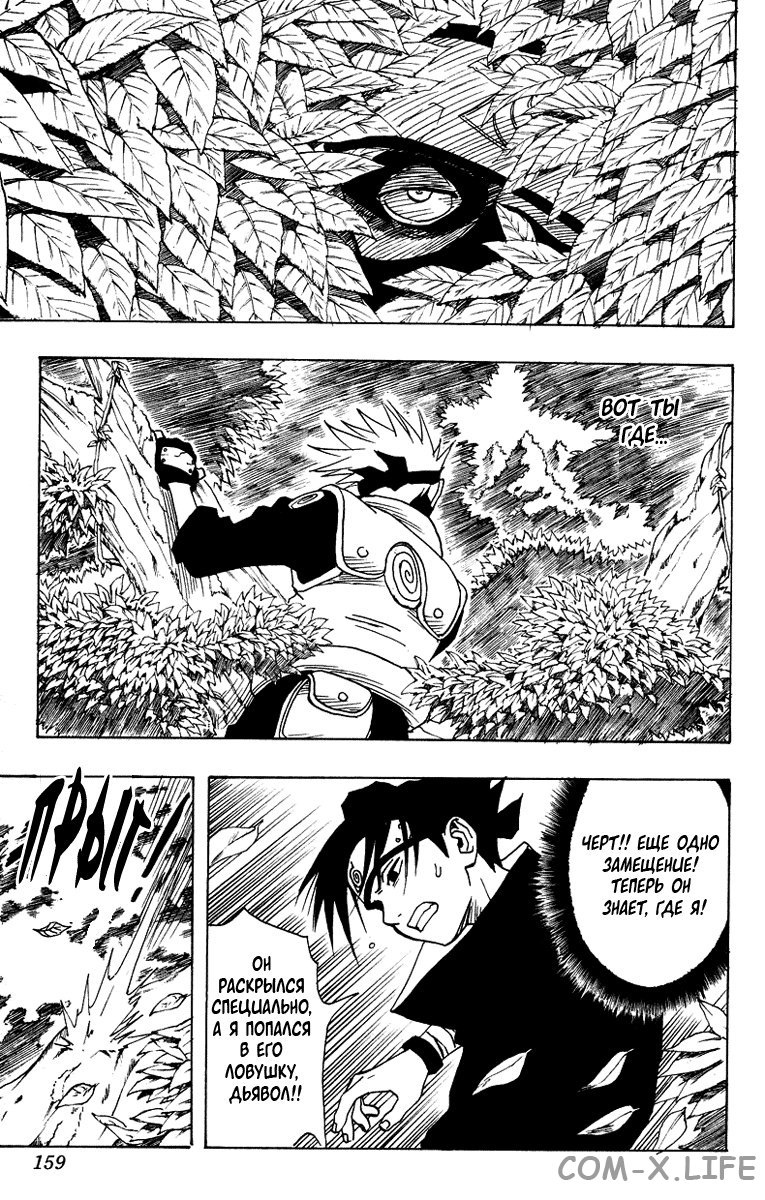 ВОТ ТЫ
ГДЕ...
ЧЕРТ!! ЕЩЕ ОДНО
ЗАМЕЩЕНИЕ!
ТЕПЕРЬ ОН
ЗНАЕТ, ГДЕ Я!
ОН
РАСКРЫЛСЯ
СПЕЦИАЛЬНО,
А Я ПОПАЛСЯ
В ЕГО
ЛОВУШКУ,
ДЬЯВОЛ!!
ПРЫГ!
159
COM-X.LIFE